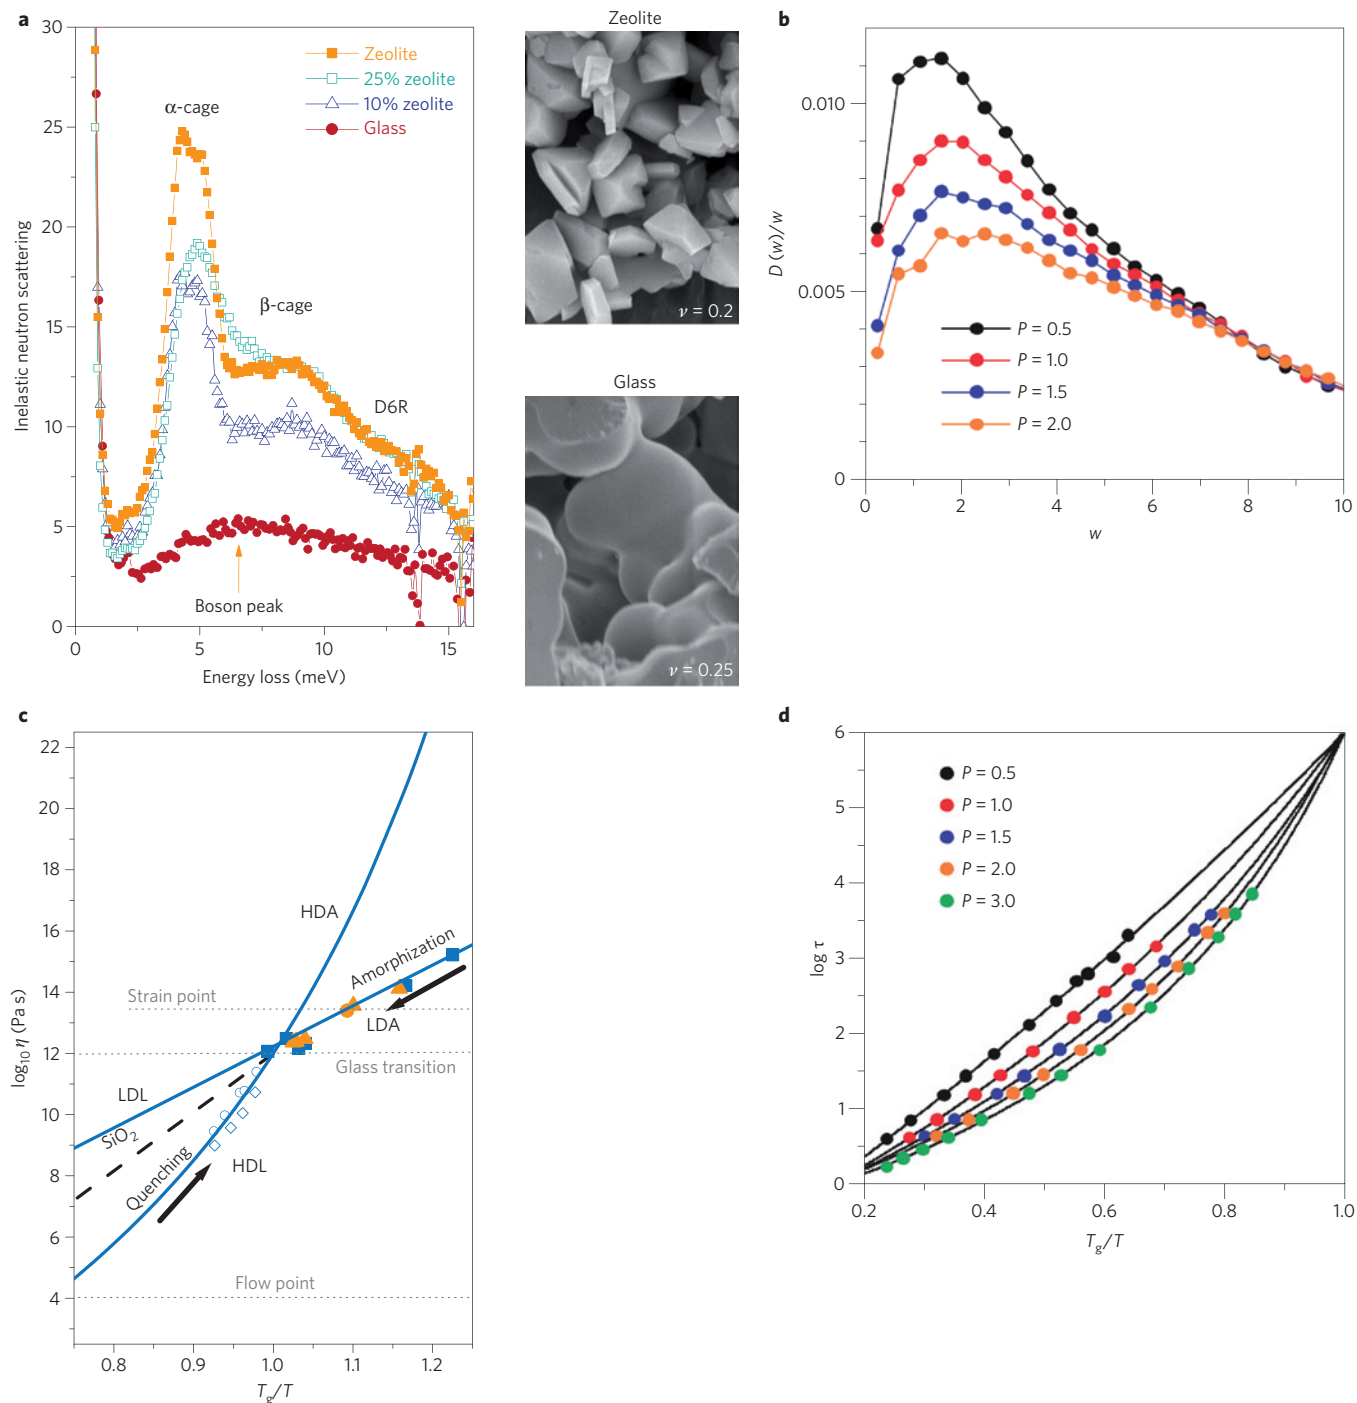 a
30
25
20
15
10
5
0
Inelastic neutron scattering
Zeolite
25% zeolite
10% zeolite
Glass
α-cage
β-cage
D6R
Boson peak
0
5
10
15
Energy loss (meV)
Zeolite
ν = 0.2
Glass
ν = 0.25
b
0.010
0.005
0
D (w)/w
P = 0.5
P = 1.0
P = 1.5
P = 2.0
0
2
4
6
8
10
w
c
22
20
18
16
14
12
10
8
6
4
log₁₀ η (Pa s)
HDA
Amorphization
Strain point
LDA
Glass transition
LDL
SiO₂
Quenching
HDL
Flow point
0.8
0.9
1.0
1.1
1.2
T_g/T
d
6
5
4
3
2
1
0
log τ
P = 0.5
P = 1.0
P = 1.5
P = 2.0
P = 3.0
0.2
0.4
0.6
0.8
1.0
T_g/T